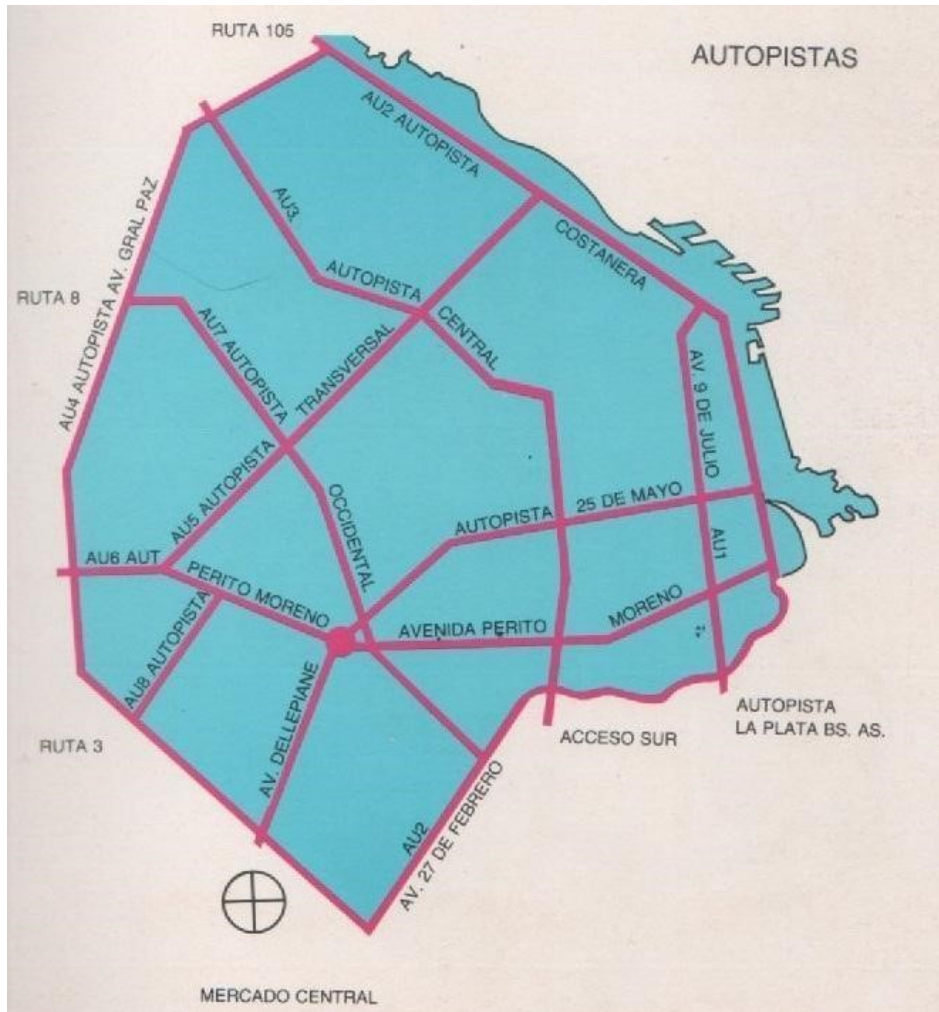 RUTA 105
AUTOPISTAS
AU2 AUTOPISTA
COSTANERA
AU3.
AUTOPISTA
CENTRAL
AU4 AUTOPISTA AV. GRAL PAZ
RUTA 8
AU7 AUTOPISTA
OCCIDENTAL
AU5 AUTOPISTA
TRANSVERSAL
AV. 9 DE JULIO
AU1
AUTOPISTA
25 DE MAYO
AU6 AUT
PERITO MORENO
AVENIDA PERITO
MORENO
AU8 AUTOPISTA
AV. DELLEPIANE
RUTA 3
AUTOPISTA
LA PLATA BS. AS.
ACCESO SUR
AU2
AV. 27 DE FEBRERO
MERCADO CENTRAL